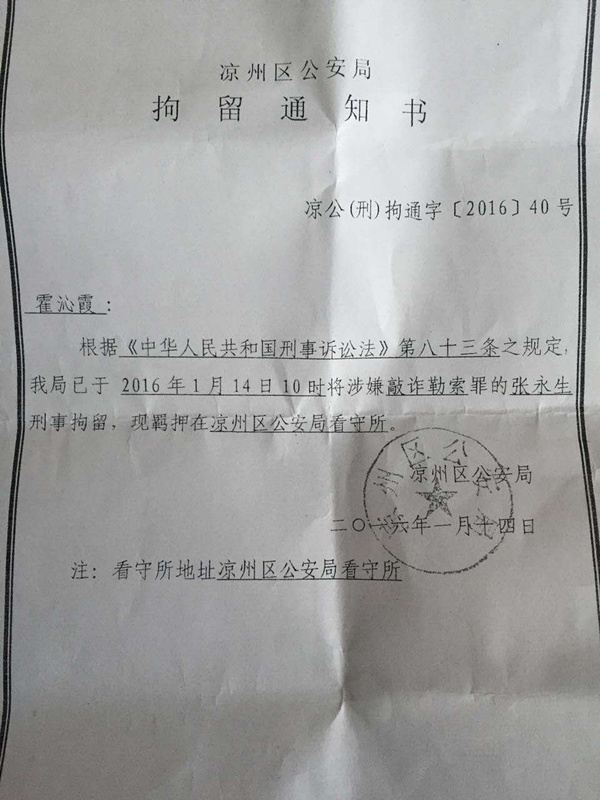 凉州区公安局
拘留通知书
凉公(刑)拘通字〔2016〕40号
霍沁霞:
根据《中华人民共和国刑事诉讼法》第八十三条之规定,
我局已于 2016年1月14日10时将涉嫌敲诈勒索罪的张永生
刑事拘留，现羁押在凉州区公安局看守所。
凉州区公安局
凉州区公安局
二〇一六年一月十四日
注：看守所地址凉州区公安局看守所